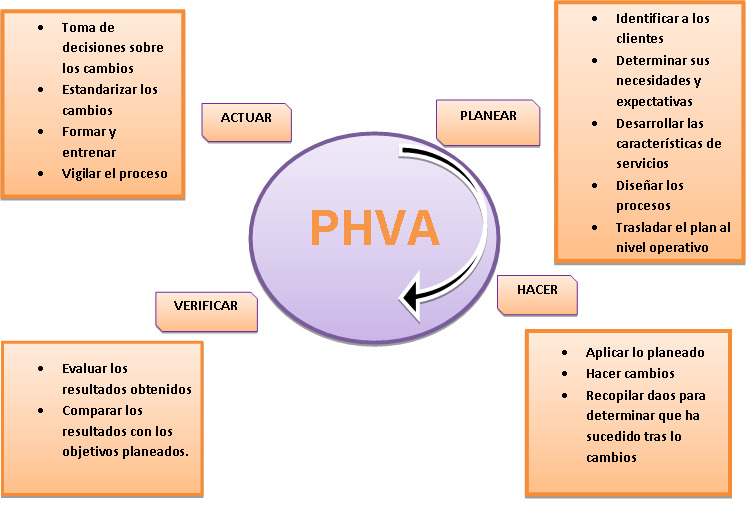 • Toma de
decisiones sobre
los cambios
• Estandarizar los
cambios
• Formar y
entrenar
• Vigilar el proceso
ACTUAR
PLANEAR
• Identificar a los
clientes
• Determinar sus
necesidades y
expectativas
• Desarrollar las
características de
servicios
• Diseñar los
procesos
• Trasladar el plan al
nivel operativo
PHVA
VERIFICAR
HACER
• Evaluar los
resultados obtenidos
• Comparar los
resultados con los
objetivos planeados.
• Aplicar lo planeado
• Hacer cambios
• Recopilar daos para
determinar que ha
sucedido tras lo
cambios